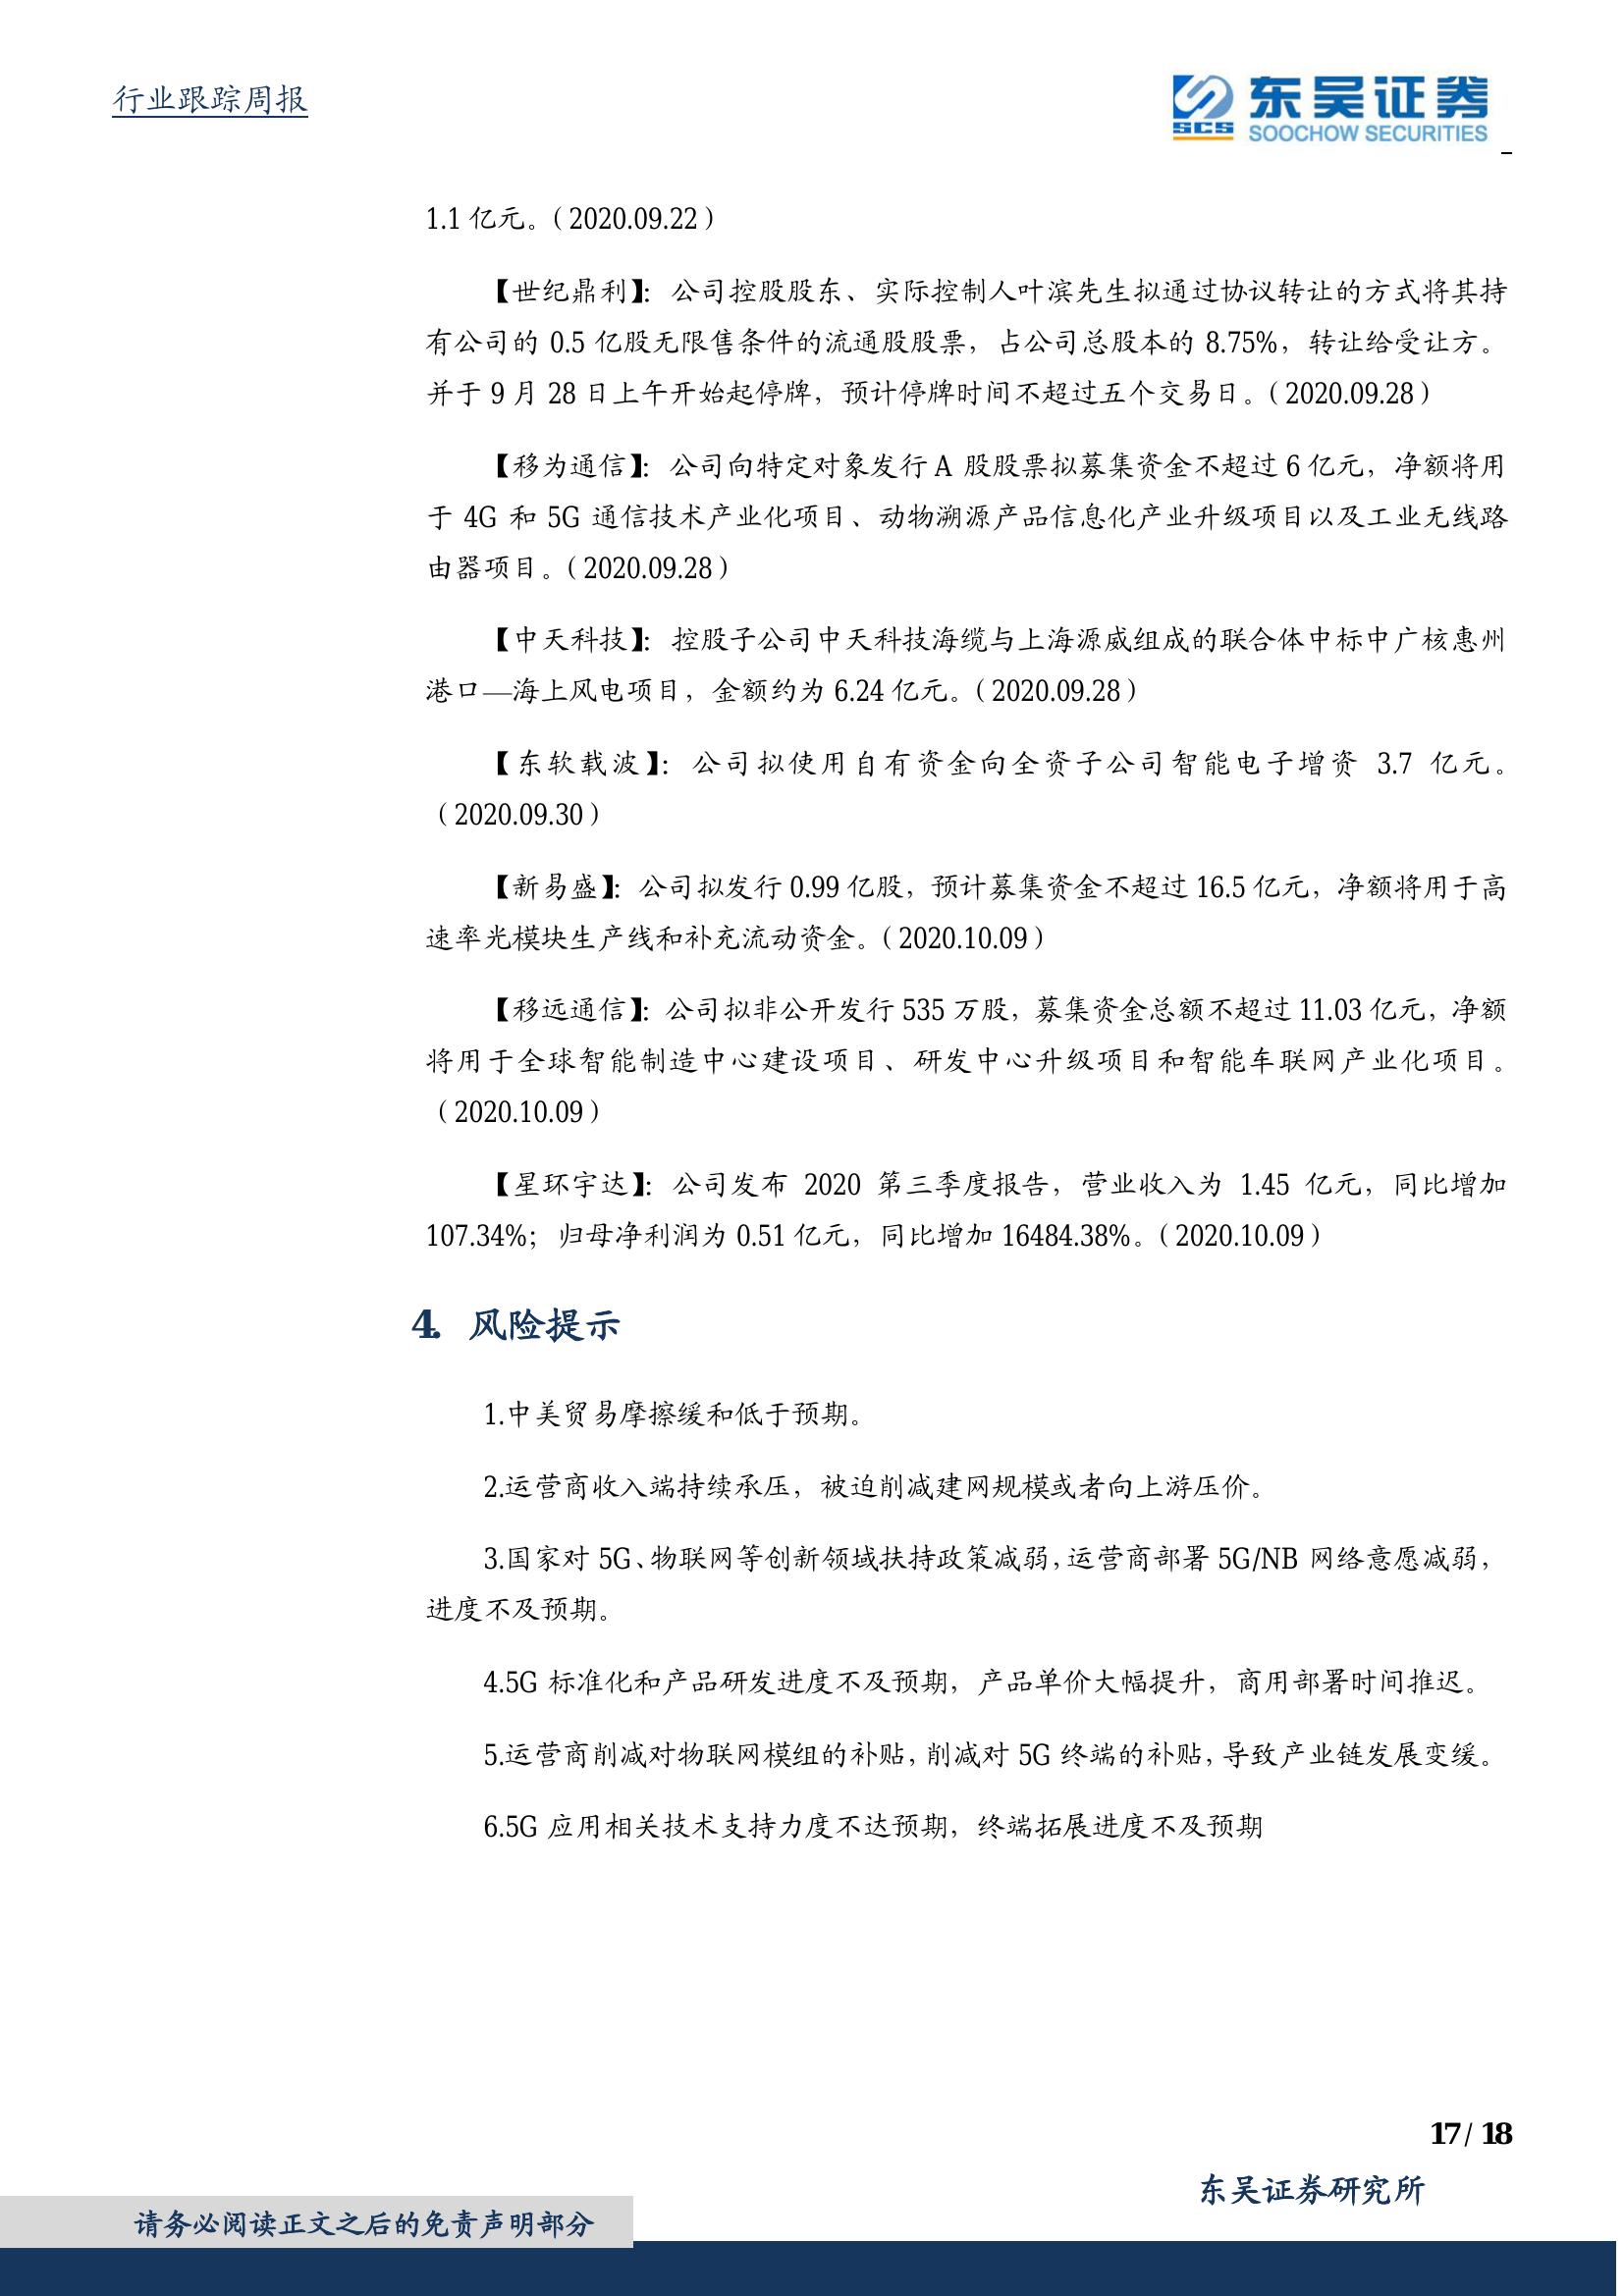 行业跟踪周报
SCS
东吴证券
SOOCHOW SECURITIES
1.1 亿元。（2020.09.22）
【世纪鼎利】：公司控股股东、实际控制人叶滨先生拟通过协议转让的方式将其持
有公司的 0.5 亿股无限售条件的流通股股票，占公司总股本的 8.75%，转让给受让方。
并于 9 月 28 日上午开始起停牌，预计停牌时间不超过五个交易日。（2020.09.28）
【移为通信】：公司向特定对象发行 A 股股票拟募集资金不超过 6 亿元，净额将用
于 4G 和 5G 通信技术产业化项目、动物溯源产品信息化产业升级项目以及工业无线路
由器项目。（2020.09.28）
【中天科技】：控股子公司中天科技海缆与上海源威组成的联合体中标中广核惠州
港口—海上风电项目，金额约为 6.24 亿元。（2020.09.28）
【东软载波】：公司拟使用自有资金向全资子公司智能电子增资 3.7 亿元。
（2020.09.30）
【新易盛】：公司拟发行 0.99 亿股，预计募集资金不超过 16.5 亿元，净额将用于高
速率光模块生产线和补充流动资金。（2020.10.09）
【移远通信】：公司拟非公开发行 535 万股，募集资金总额不超过 11.03 亿元，净额
将用于全球智能制造中心建设项目、研发中心升级项目和智能车联网产业化项目。
（2020.10.09）
【星环宇达】：公司发布 2020 第三季度报告，营业收入为 1.45 亿元，同比增加
107.34%；归母净利润为 0.51 亿元，同比增加 16484.38%。（2020.10.09）
4. 风险提示
1.中美贸易摩擦缓和低于预期。
2.运营商收入端持续承压，被迫削减建网规模或者向上游压价。
3.国家对 5G、物联网等创新领域扶持政策减弱，运营商部署 5G/NB 网络意愿减弱，
进度不及预期。
4.5G 标准化和产品研发进度不及预期，产品单价大幅提升，商用部署时间推迟。
5.运营商削减对物联网模组的补贴，削减对 5G 终端的补贴，导致产业链发展变缓。
6.5G 应用相关技术支持力度不达预期，终端拓展进度不及预期
17 / 18
东吴证券研究所
请务必阅读正文之后的免责声明部分